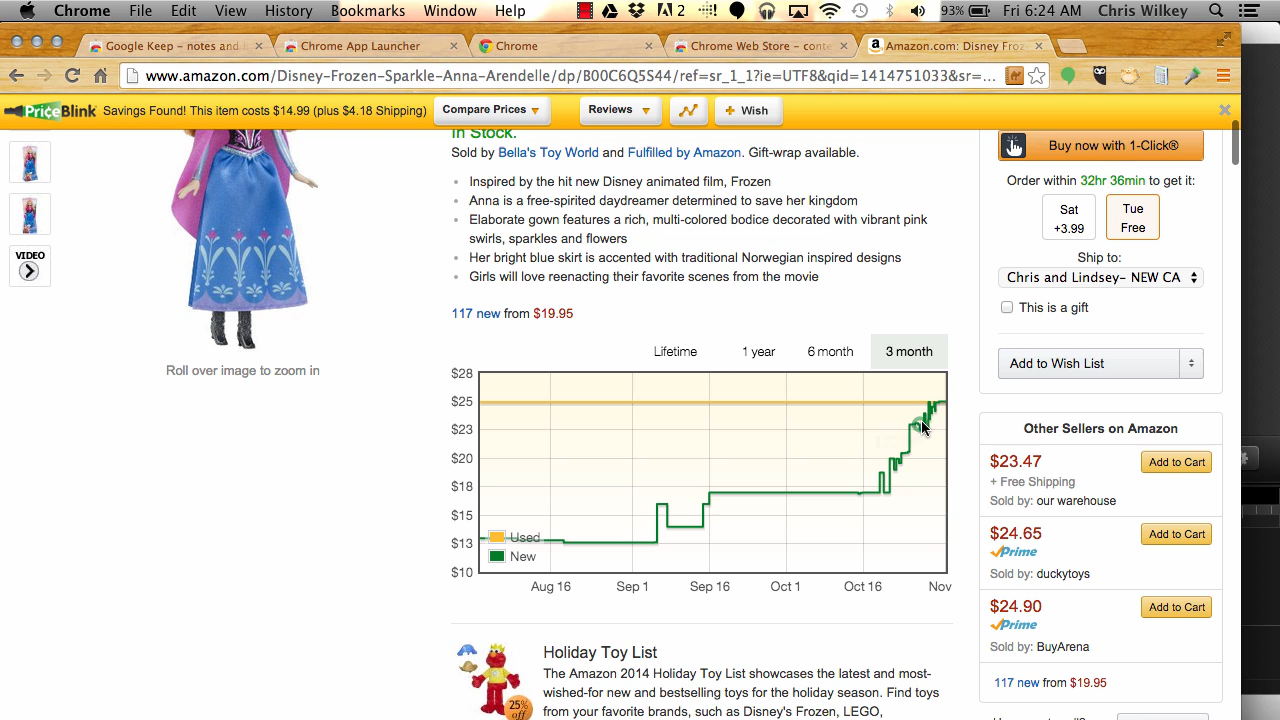 Chrome File Edit View History Bookmarks Window Help 2 93% Fri 6:24 AM Chris Wilkey
Google Keep – notes and Chrome App Launcher Chrome Chrome Web Store – conte Amazon.com: Disney Froz
www.amazon.com/Disney-Frozen-Sparkle-Anna-Arendelle/dp/B00C6Q5S44/ref=sr_1_1?ie=UTF8&qid=1414751033&sr=...
PriceBlink Savings Found! This item costs $14.99 (plus $4.18 Shipping) Compare Prices Reviews + Wish
In Stock.
Sold by Bella's Toy World and Fulfilled by Amazon. Gift-wrap available.
Inspired by the hit new Disney animated film, Frozen
Anna is a free-spirited daydreamer determined to save her kingdom
Elaborate gown features a rich, multi-colored bodice decorated with vibrant pink
swirls, sparkles and flowers
Her bright blue skirt is accented with traditional Norwegian inspired designs
Girls will love reenacting their favorite scenes from the movie
117 new from $19.95
VIDEO
Roll over image to zoom in
Lifetime 1 year 6 month 3 month
$28
$25
$23
$20
$18
$15
$13
$10
Used
New
Aug 16 Sep 1 Sep 16 Oct 1 Oct 16 Nov
Holiday Toy List
The Amazon 2014 Holiday Toy List showcases the latest and most-
wished-for new and bestselling toys for the holiday season. Find toys
from your favorite brands, such as Disney's Frozen, LEGO,
25%
off
Buy now with 1-Click®
Order within 32hr 36min to get it:
Sat
+3.99
Tue
Free
Ship to:
Chris and Lindsey- NEW CA
This is a gift
Add to Wish List
Other Sellers on Amazon
$23.47 Add to Cart
+ Free Shipping
Sold by: our warehouse
$24.65 Add to Cart
Prime
Sold by: duckytoys
$24.90 Add to Cart
Prime
Sold by: BuyArena
117 new from $19.95